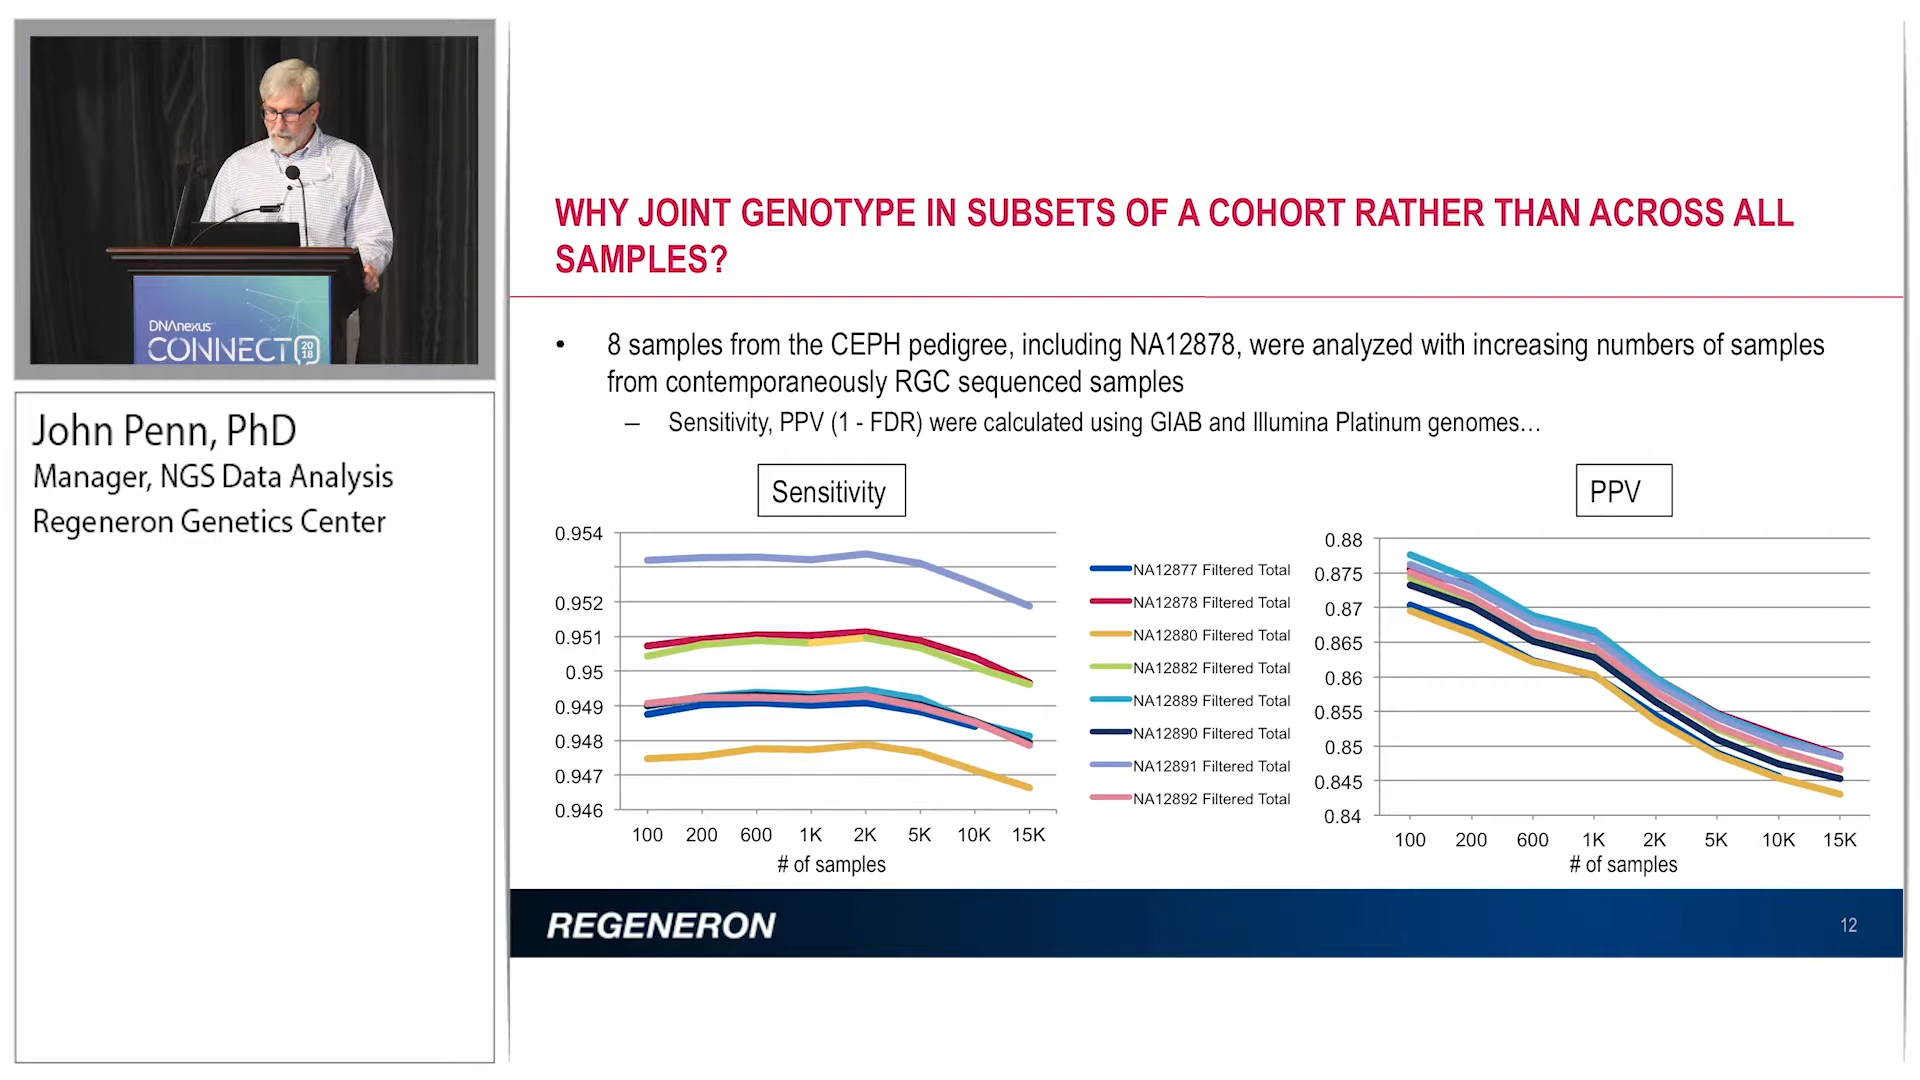 DNAnexus
CONNECT 20 18
John Penn, PhD
Manager, NGS Data Analysis
Regeneron Genetics Center
WHY JOINT GENOTYPE IN SUBSETS OF A COHORT RATHER THAN ACROSS ALL
SAMPLES?
• 8 samples from the CEPH pedigree, including NA12878, were analyzed with increasing numbers of samples
from contemporaneously RGC sequenced samples
– Sensitivity, PPV (1 - FDR) were calculated using GIAB and Illumina Platinum genomes…
Sensitivity
0.954
0.952
0.951
0.95
0.949
0.948
0.947
0.946
100 200 600 1K 2K 5K 10K 15K
# of samples
NA12877 Filtered Total
NA12878 Filtered Total
NA12880 Filtered Total
NA12882 Filtered Total
NA12889 Filtered Total
NA12890 Filtered Total
NA12891 Filtered Total
NA12892 Filtered Total
PPV
0.88
0.875
0.87
0.865
0.86
0.855
0.85
0.845
0.84
100 200 600 1K 2K 5K 10K 15K
# of samples
REGENERON
12